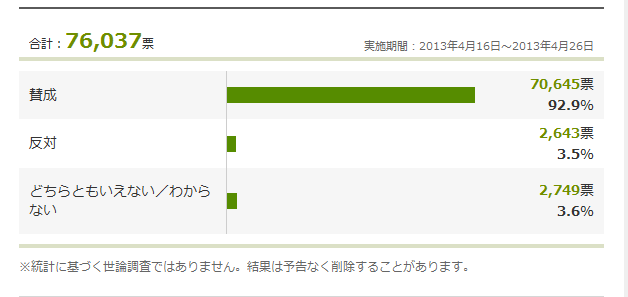 合計：76,037票
実施期間：2013年4月16日～2013年4月26日
賛成
70,645票
92.9%
反対
2,643票
3.5%
どちらともいえない／わから
ない
2,749票
3.6%
※統計に基づく世論調査ではありません。結果は予告なく削除することがあります。